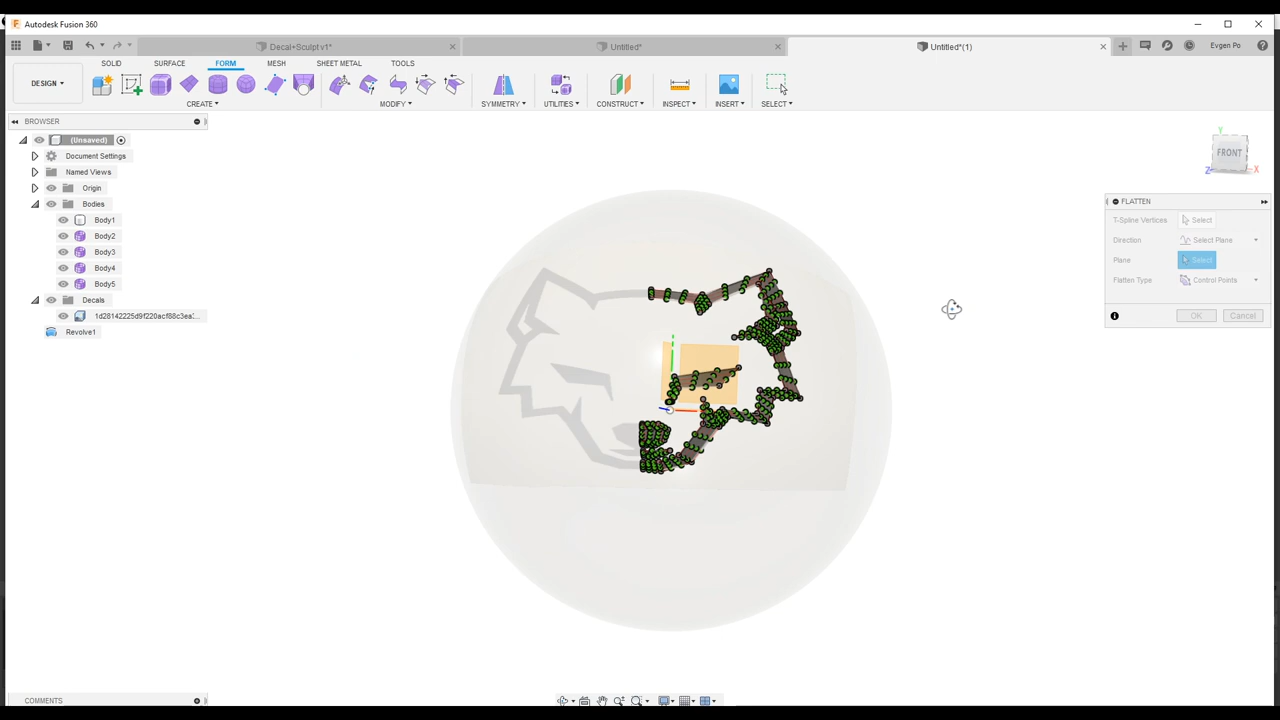 Autodesk Fusion 360
Decal+Sculpt v1*
Untitled*
Untitled*(1)
Evgen Po
DESIGN
SOLID SURFACE FORM MESH SHEET METAL TOOLS
CREATE MODIFY SYMMETRY UTILITIES CONSTRUCT INSPECT INSERT SELECT
BROWSER
(Unsaved)
Document Settings
Named Views
Origin
Bodies
Body1
Body2
Body3
Body4
Body5
Decals
1d28142225d9f220acf88c3ea...
Revolve1
Y
FRONT
Z X
FLATTEN
T-Spline Vertices Select
Direction Select Plane
Plane Select
Flatten Type Control Points
OK Cancel
COMMENTS